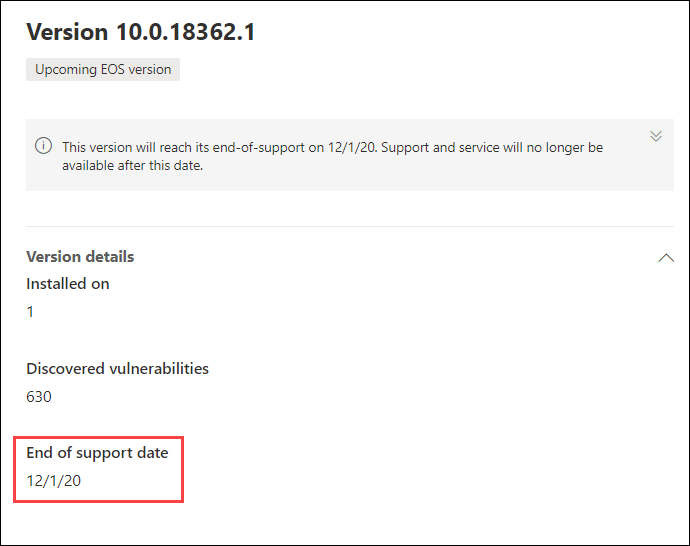 Version 10.0.18362.1
Upcoming EOS version
This version will reach its end-of-support on 12/1/20. Support and service will no longer be
available after this date.
Version details
Installed on
1
Discovered vulnerabilities
630
End of support date
12/1/20